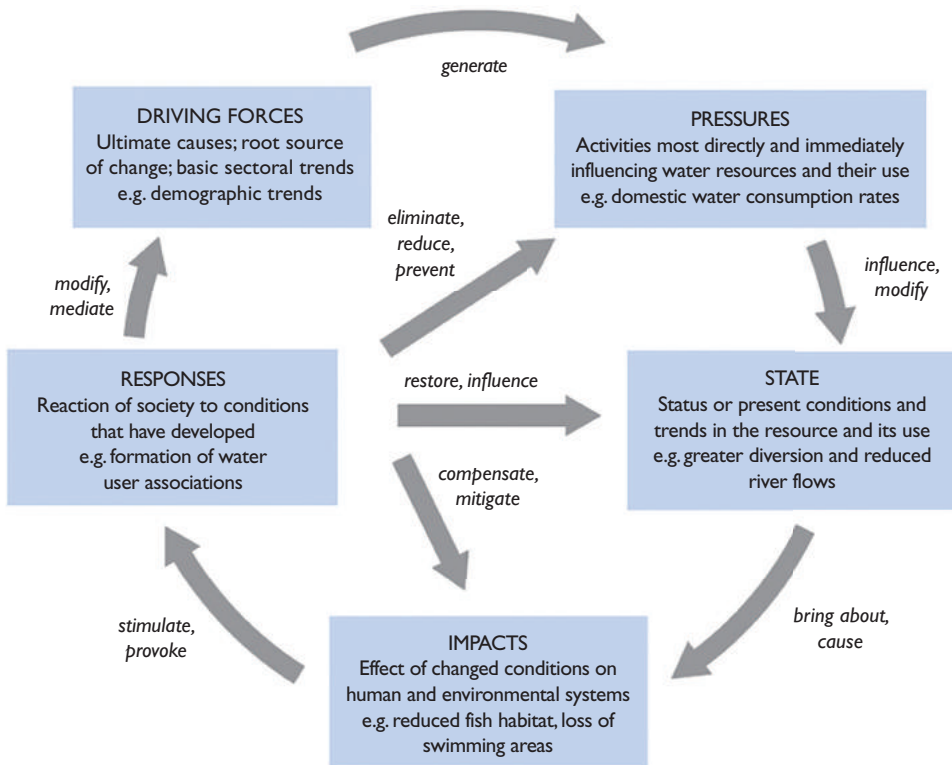 generate
DRIVING FORCES
Ultimate causes; root source
of change; basic sectoral trends
e.g. demographic trends
PRESSURES
Activities most directly and immediately
influencing water resources and their use
e.g. domestic water consumption rates
eliminate,
reduce,
prevent
modify,
mediate
influence,
modify
RESPONSES
Reaction of society to conditions
that have developed
e.g. formation of water
user associations
restore, influence
STATE
Status or present conditions and
trends in the resource and its use
e.g. greater diversion and reduced
river flows
compensate,
mitigate
stimulate,
provoke
bring about,
cause
IMPACTS
Effect of changed conditions on
human and environmental systems
e.g. reduced fish habitat, loss of
swimming areas